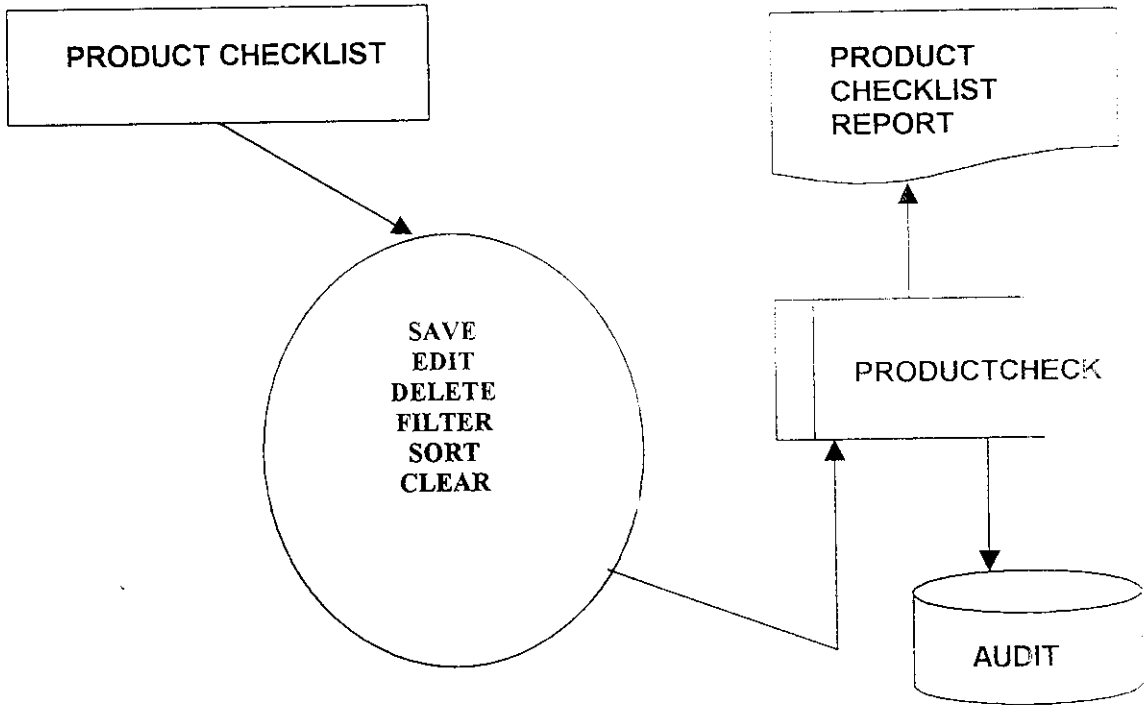 PRODUCT CHECKLIST
PRODUCT
CHECKLIST
REPORT
SAVE
EDIT
DELETE
FILTER
SORT
CLEAR
PRODUCTCHECK
AUDIT